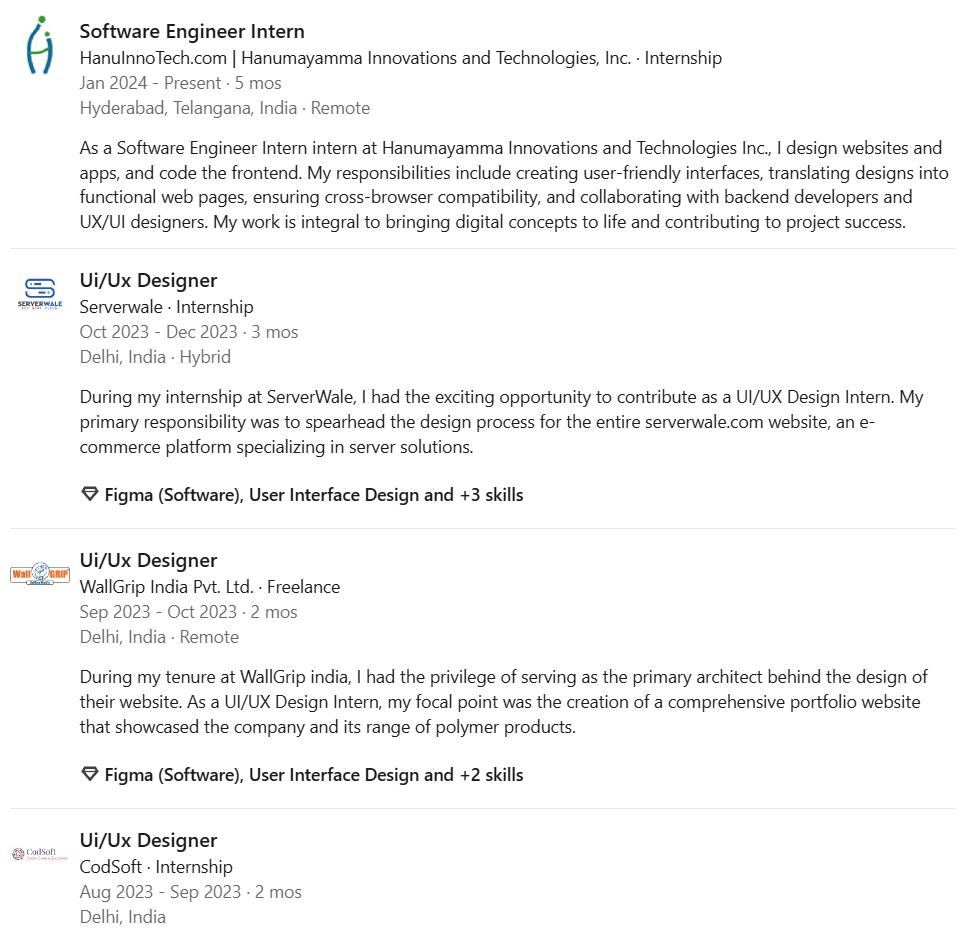 Software Engineer Intern
HanuInnoTech.com | Hanumayamma Innovations and Technologies, Inc. · Internship
Jan 2024 - Present · 5 mos
Hyderabad, Telangana, India · Remote
As a Software Engineer Intern intern at Hanumayamma Innovations and Technologies Inc., I design websites and
apps, and code the frontend. My responsibilities include creating user-friendly interfaces, translating designs into
functional web pages, ensuring cross-browser compatibility, and collaborating with backend developers and
UX/UI designers. My work is integral to bringing digital concepts to life and contributing to project success.
SERVERWALE
Ui/Ux Designer
Serverwale · Internship
Oct 2023 - Dec 2023 · 3 mos
Delhi, India · Hybrid
During my internship at ServerWale, I had the exciting opportunity to contribute as a UI/UX Design Intern. My
primary responsibility was to spearhead the design process for the entire serverwale.com website, an e-
commerce platform specializing in server solutions.
Figma (Software), User Interface Design and +3 skills
Wall GRIP
Ui/Ux Designer
WallGrip India Pvt. Ltd. · Freelance
Sep 2023 - Oct 2023 · 2 mos
Delhi, India · Remote
During my tenure at WallGrip india, I had the privilege of serving as the primary architect behind the design of
their website. As a UI/UX Design Intern, my focal point was the creation of a comprehensive portfolio website
that showcased the company and its range of polymer products.
Figma (Software), User Interface Design and +2 skills
CodSoft
Ui/Ux Designer
CodSoft · Internship
Aug 2023 - Sep 2023 · 2 mos
Delhi, India